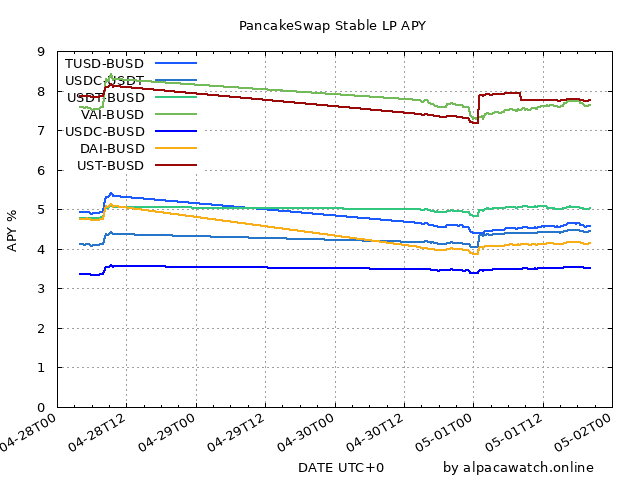 PancakeSwap Stable LP APY
9
8
7
6
5
4
3
2
1
0
APY %
TUSD-BUSD
USDC-USDT
USDT-BUSD
VAI-BUSD
USDC-BUSD
DAI-BUSD
UST-BUSD
04-28T00
04-28T12
04-29T00
04-29T12
04-30T00
04-30T12
05-01T00
05-01T12
05-02T00
DATE UTC+0
by alpacawatch.online